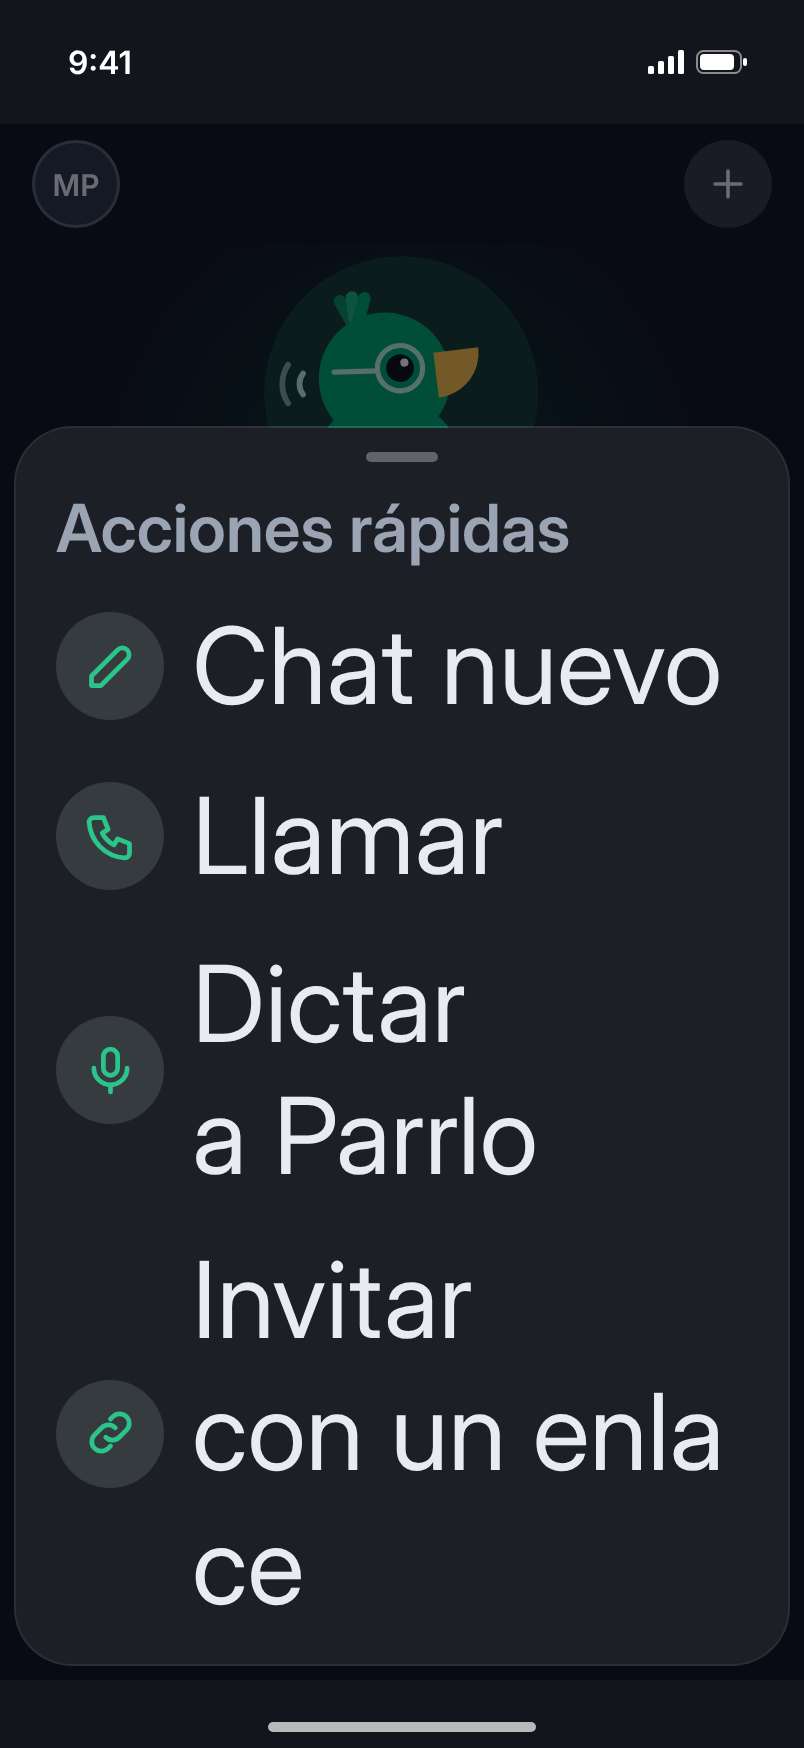 9:41
MP
Acciones rápidas
Chat nuevo
Llamar
Dictar
a Parrlo
Invitar
con un enla
ce